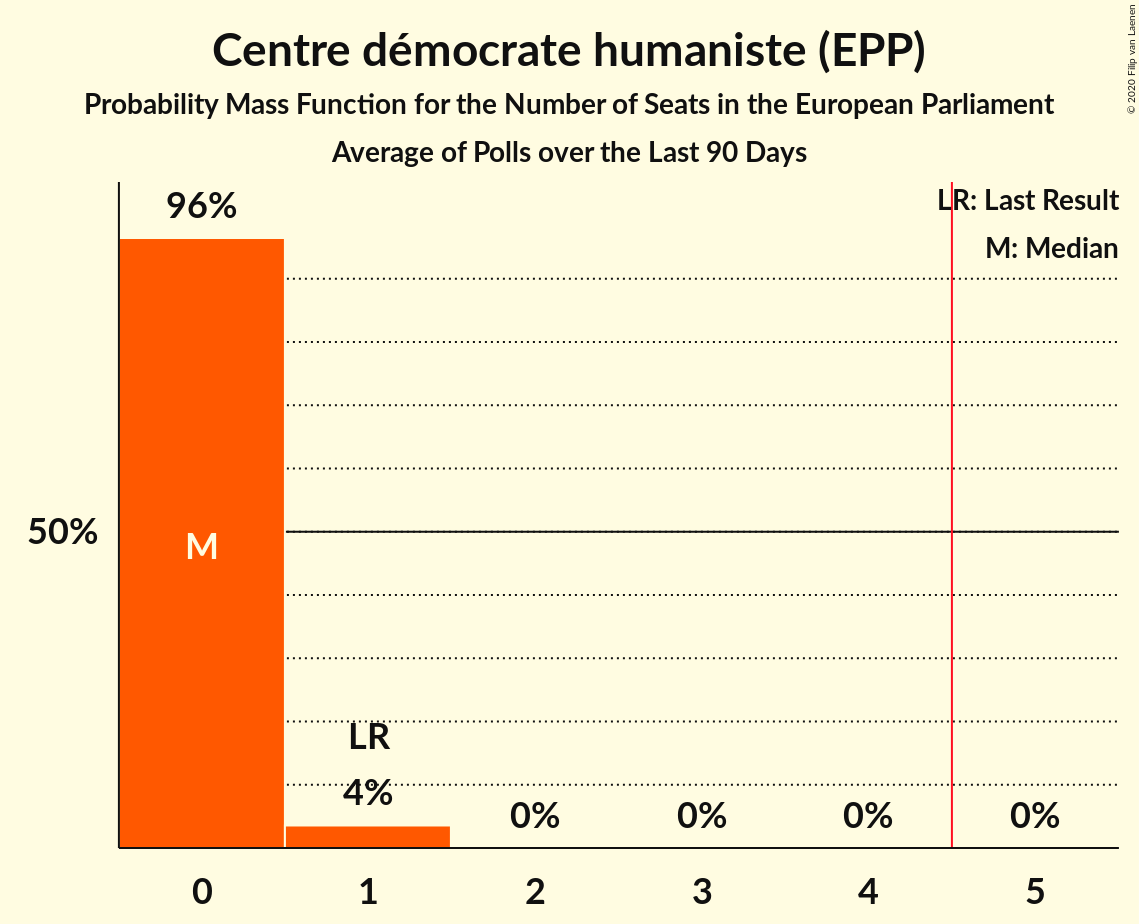 Centre démocrate humaniste (EPP)
Probability Mass Function for the Number of Seats in the European Parliament
Average of Polls over the Last 90 Days
© 2020 Filip van Laenen
LR: Last Result
M: Median
96%
50%
M
LR
4%
0%
0%
0%
0%
0
1
2
3
4
5